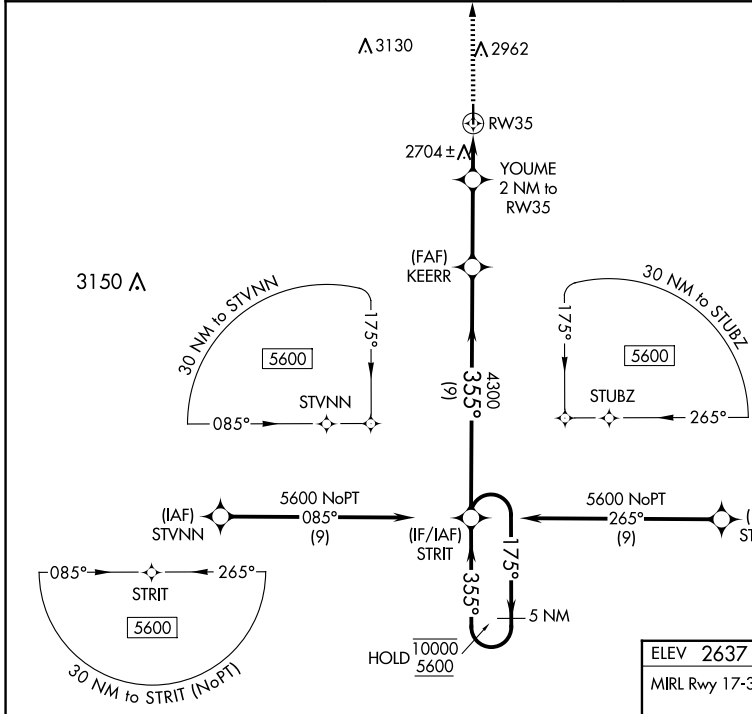 3130
2962
RW35
2704 ±
YOUME
2 NM to
RW35
(FAF)
KEERR
3150
30 NM to STVNN
175°
5600
STVNN
085°
30 NM to STUBZ
175°
5600
STUBZ
265°
4300
355°
(9)
5600 NoPT
085°
(9)
(IAF)
STVNN
(IF/IAF)
STRIT
5600 NoPT
265°
(9)
(
ST
085°
265°
STRIT
5600
30 NM to STRIT (NoPT)
355°
175°
5 NM
HOLD 10000
5600
ELEV 2637
MIRL Rwy 17-3